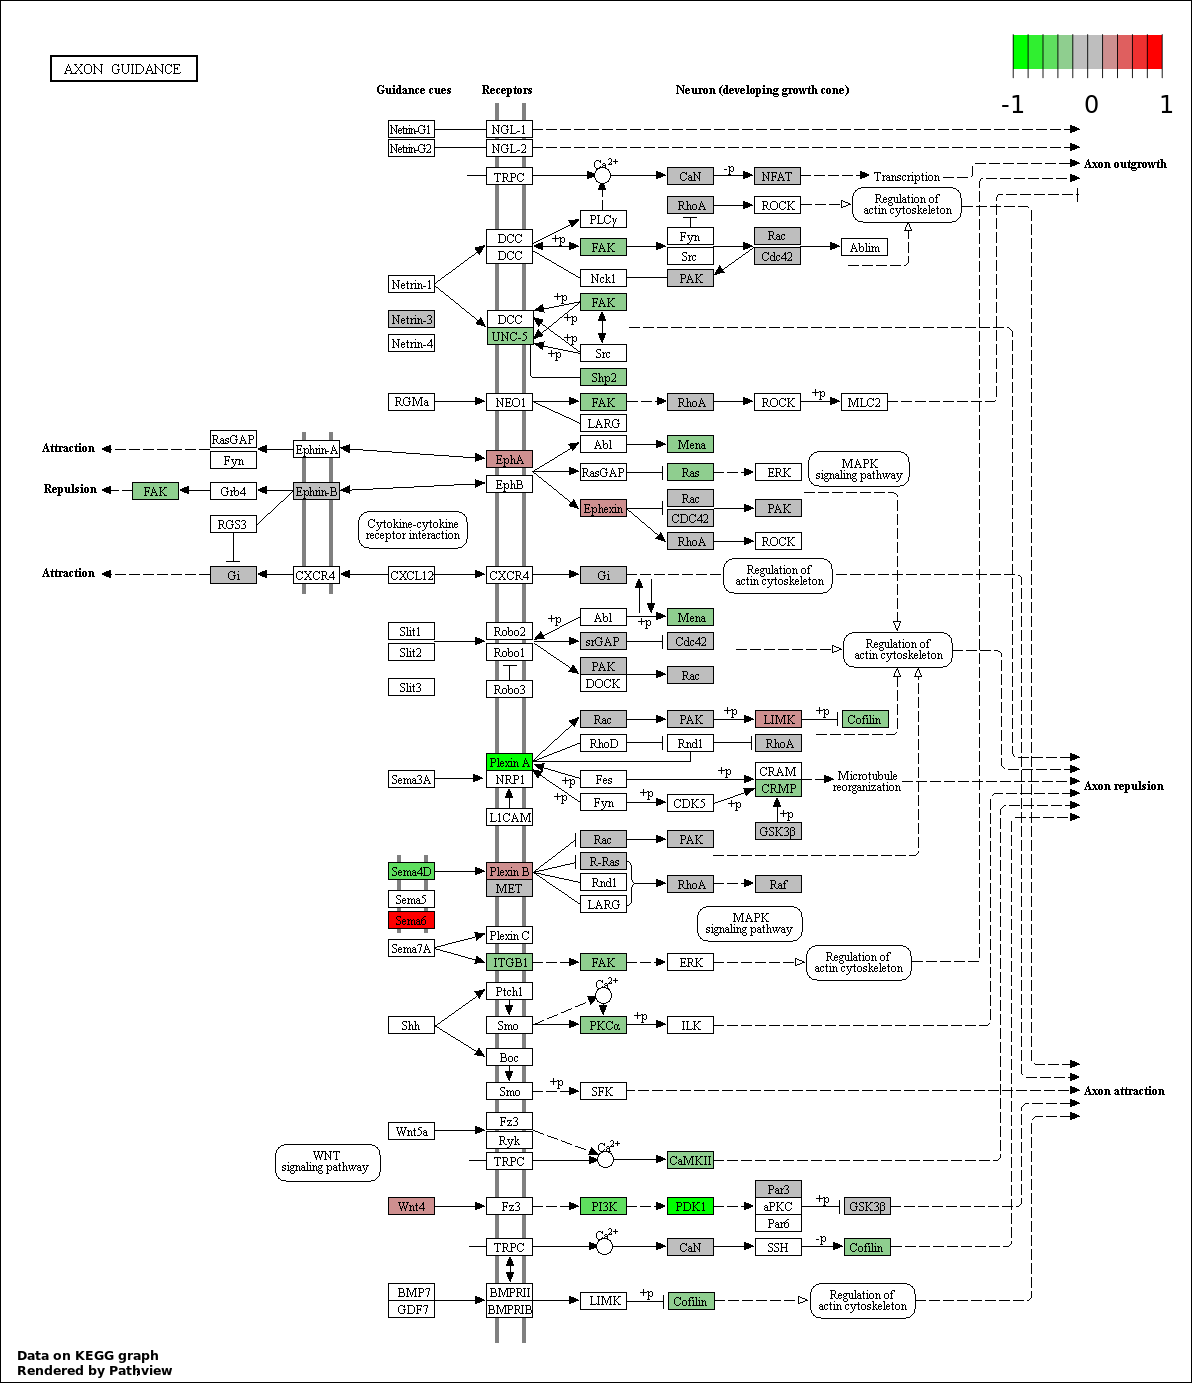 AXON GUIDANCE
-1 0 1
Guidance cues Receptors Neuron (developing growth cone)
Netrin-G1 NGL-1
Netrin-G2 NGL-2
Axon outgrowth
TRPC Ca2+ CaN -p NFAT Transcription
RhoA ROCK Regulation of
actin cytoskeleton
PLCγ
DCC +p FAK Fyn Rac Ablim
DCC Src Cdc42
Netrin-1 Nck1 PAK
+p FAK
Netrin-3 DCC +p
UNC-5 +p
Netrin-4 +p Src
Shp2
RGMa NEO1 FAK RhoA ROCK +p MLC2
LARG
Attraction RasGAP Ephrin-A Abl Mena
Fyn EphA RasGAP Ras ERK MAPK
signaling pathway
Repulsion FAK Grb4 Ephrin-B EphB
Rac
Ephexin CDC42 PAK
RGS3 Cytokine-cytokine
receptor interaction
RhoA ROCK
Attraction Gi CXCR4 CXCL12 CXCR4 Gi Regulation of
actin cytoskeleton
+p Abl +p Mena
Slit1 Robo2 srGAP Cdc42
Slit2 Robo1 PAK Rac Regulation of
actin cytoskeleton
DOCK
Slit3 Robo3
Rac PAK +p LIMK +p Cofilin
RhoD Rnd1 RhoA
Plexin A
Sema3A NRP1 +p Fes +p CRAM Microtubule
reorganization
Axon repulsion
+p Fyn CDK5 +p CRMP
L1CAM +p
GSK3β
Rac PAK
Sema4D Plexin B R-Ras
MET Rnd1 RhoA Raf
Sema5 LARG
Sema6 MAPK
signaling pathway
Sema7A Plexin C
ITGB1 FAK ERK Regulation of
actin cytoskeleton
Ptch1 Ca2+
Shh Smo PKCα +p ILK
Boc
Smo +p SFK Axon attraction
Wnt5a Fz3
Ryk Ca2+
WNT
signaling pathway
TRPC CaMKII
Wnt4 Fz3 PI3K PDK1 Par3 +p GSK3β
aPKC
Par6
TRPC Ca2+ CaN SSH -p Cofilin
BMP7 BMPRII LIMK +p Cofilin Regulation of
actin cytoskeleton
GDF7 BMPRIB
Data on KEGG graph
Rendered by Pathview